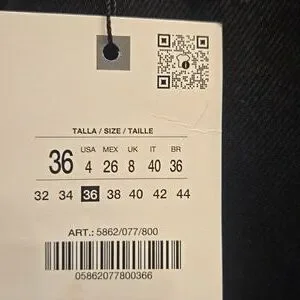 TALLA / SIZE / TAILLE
USA MEX UK IT BR
36 4 26 8 40 36
32 34 36 38 40 42 44
ART.: 5862/077/800
05862077800366